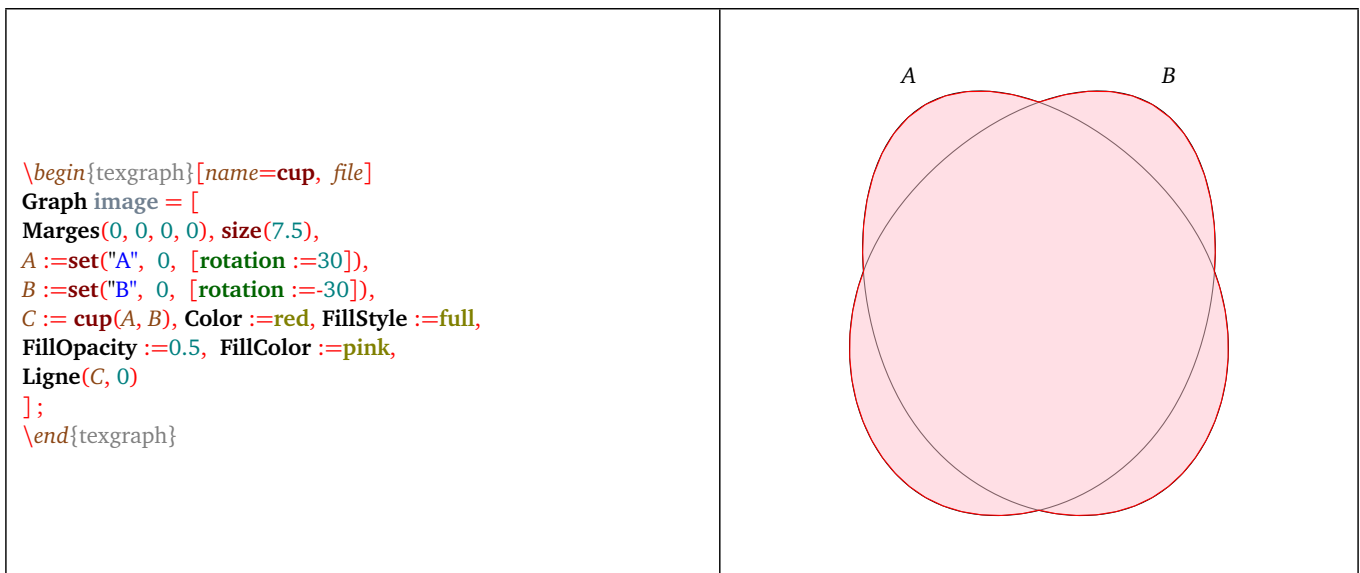 \begin{texgraph}[name=cup, file]
Graph image = [
Marges(0, 0, 0, 0), size(7.5),
A :=set("A", 0, [rotation :=30]),
B :=set("B", 0, [rotation :=-30]),
C := cup(A, B), Color :=red, FillStyle :=full,
FillOpacity :=0.5, FillColor :=pink,
Ligne(C, 0)
] ;
\end{texgraph}
A
B